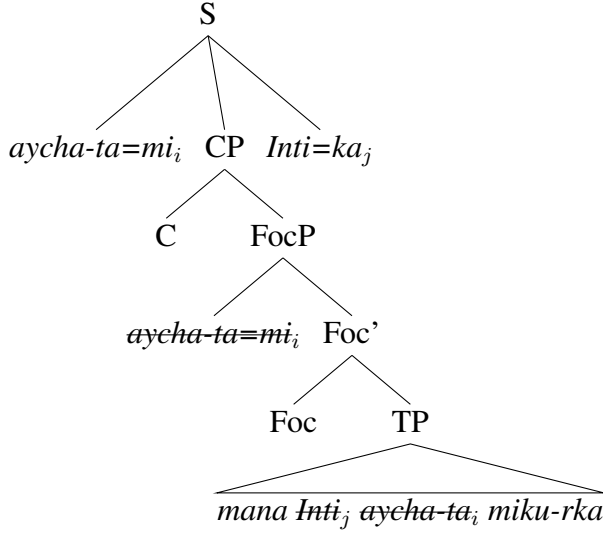 S
aycha-ta=mi_i CP Inti=ka_j
C FocP
aycha-ta=mi_i Foc’
Foc TP
mana Inti_j aycha-ta_i miku-rka